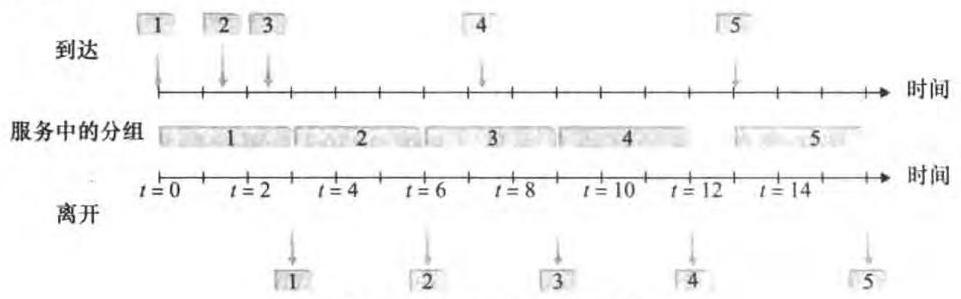 1 2 3 4 5
到达
时间
服务中的分组 1 2 3 4 5
时间
t = 0 t = 2 t = 4 t = 6 t = 8 t = 10 t = 12 t = 14
离开
1 2 3 4 5